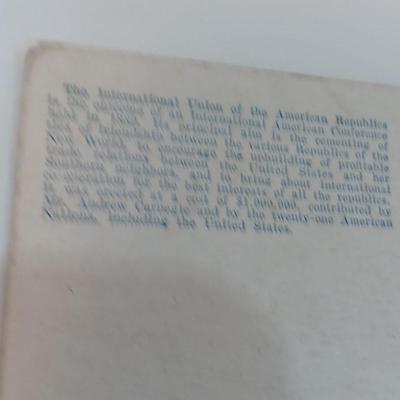 The International Union of the American Republics
is the outcome of an International American Conference
held in 1889. Its principal aim is the cementing of
ties of friendship between the various Republics of the
New World, to encourage the upbuilding of profitable
trade relations between the United States and her
Southern neighbors, and to bring about international
co-operation for the best interests of all the republics.
It was erected at a cost of $1,000,000, contributed by
Mr. Andrew Carnegie and by the twenty-one American
Nations, including the United States.